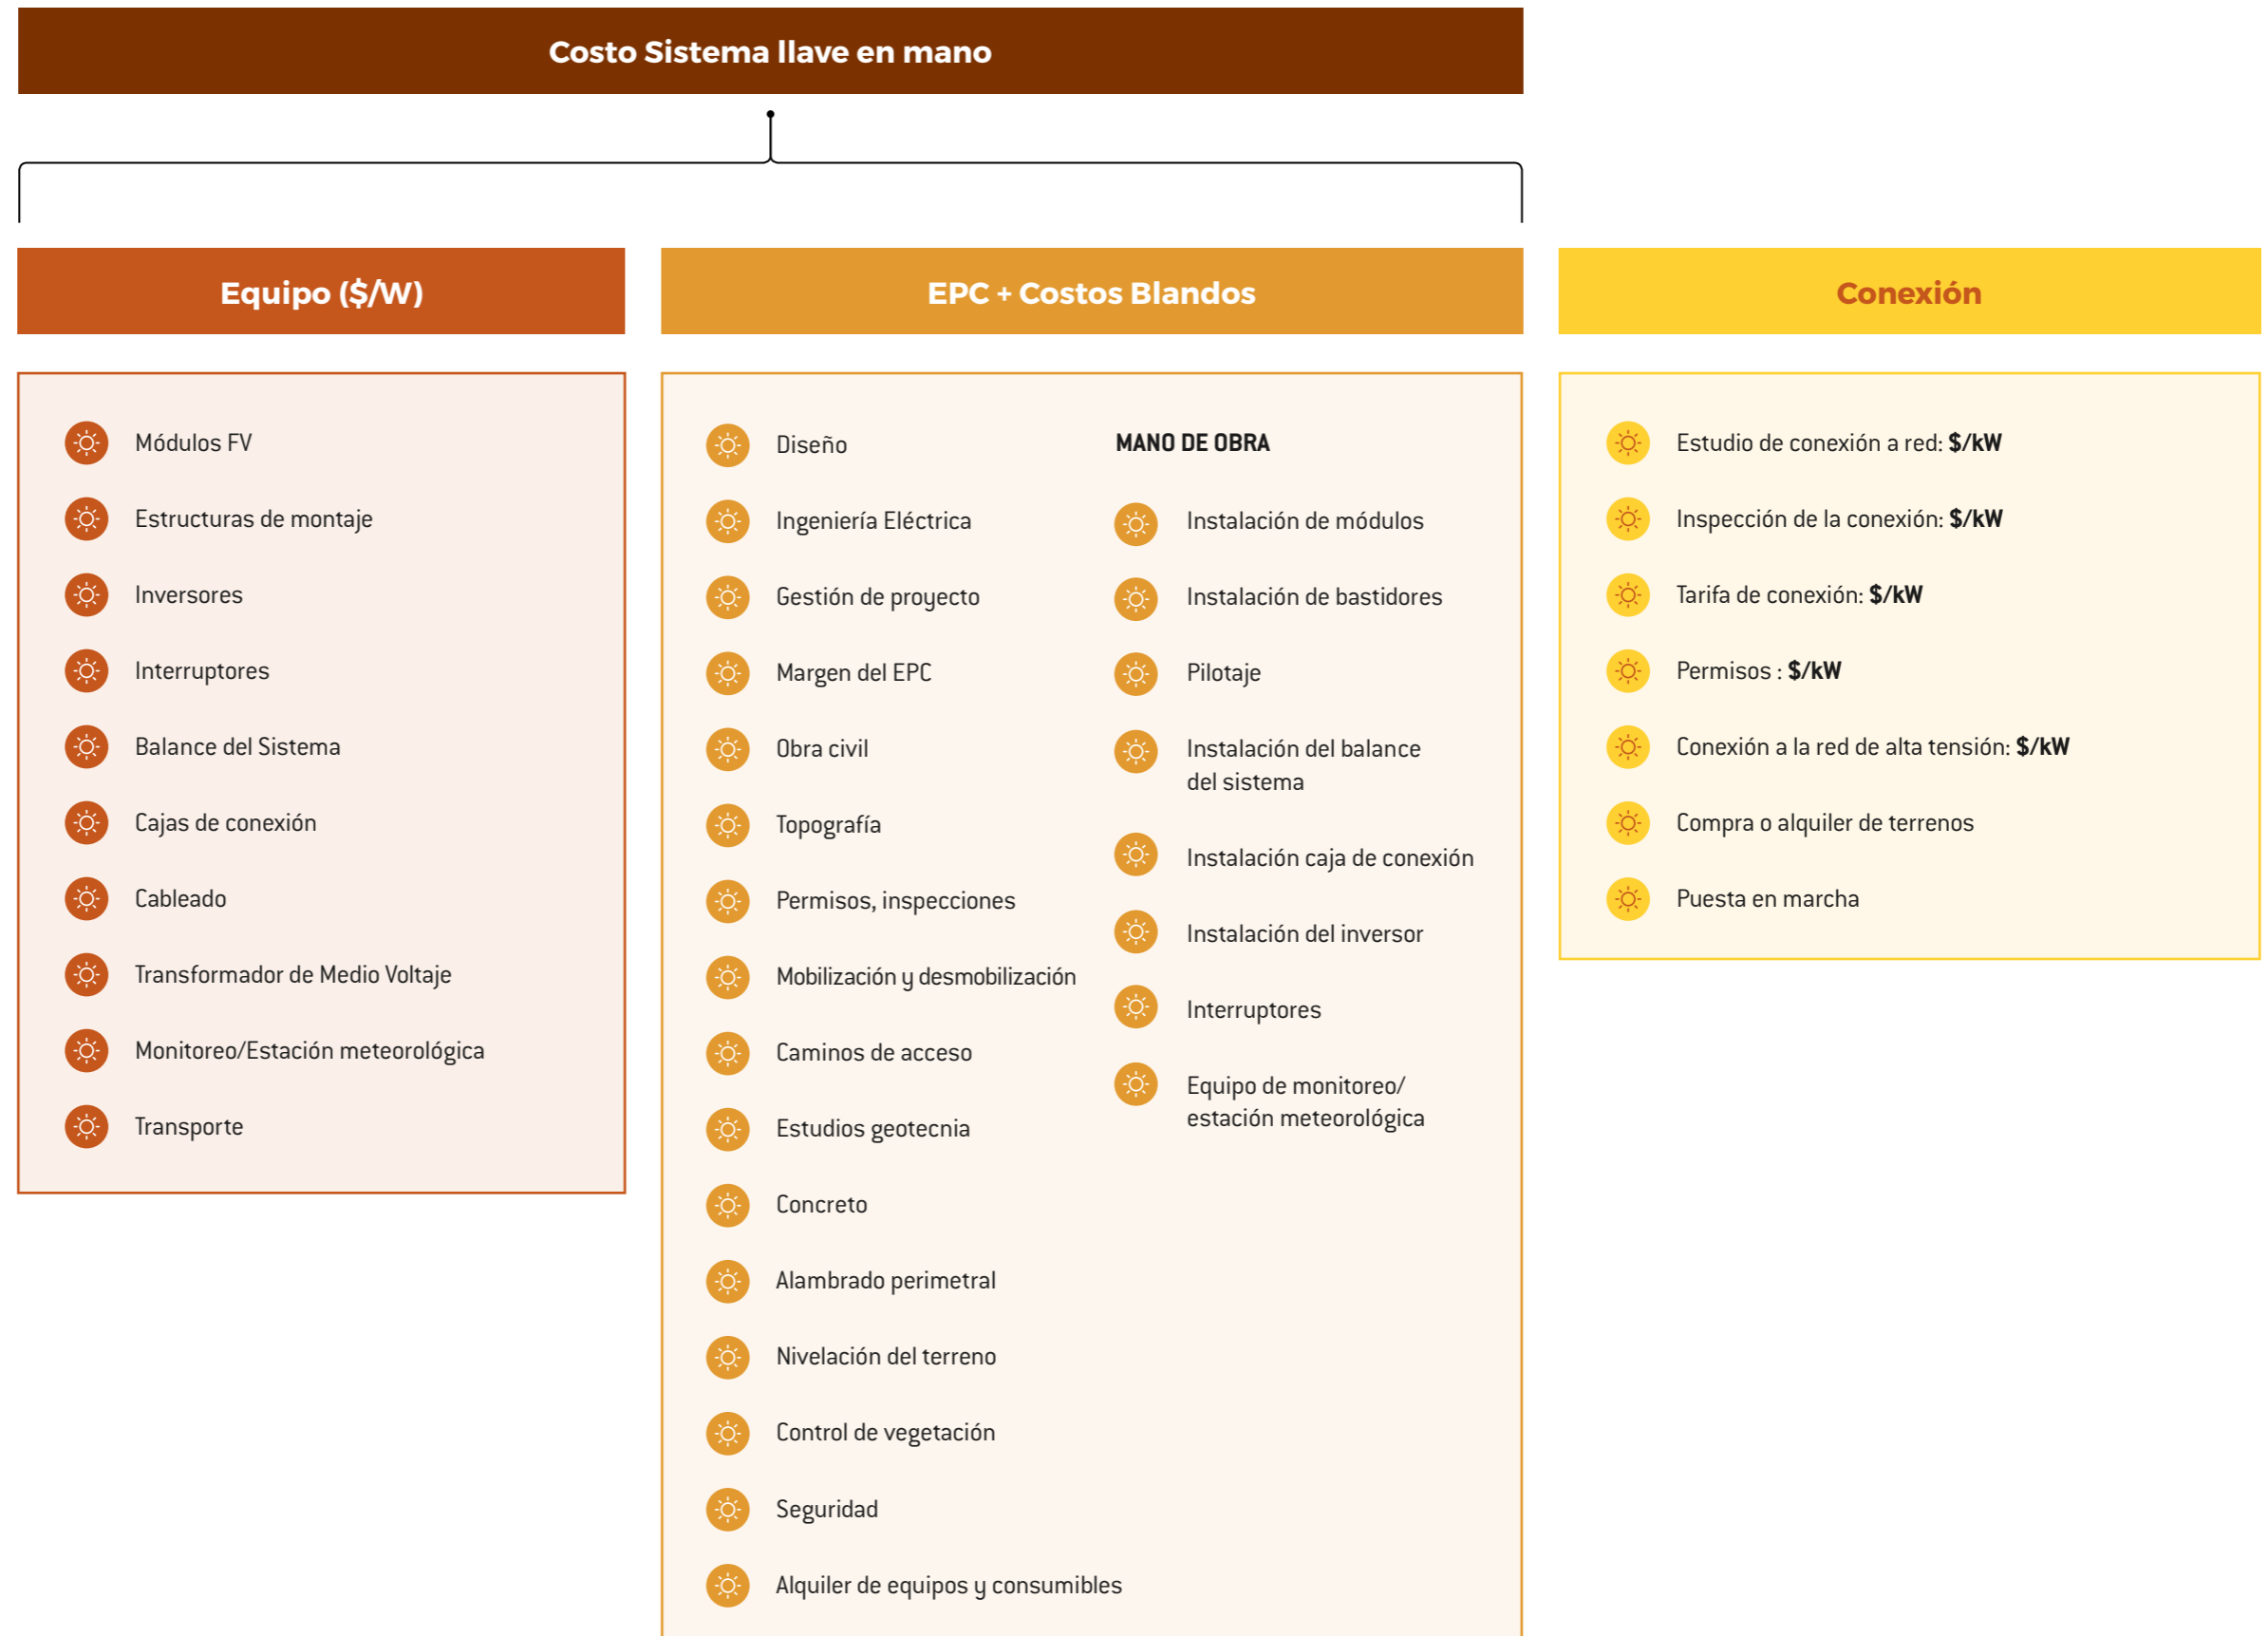 Costo Sistema llave en mano
Equipo ($/W)
Módulos FV
Estructuras de montaje
Inversores
Interruptores
Balance del Sistema
Cajas de conexión
Cableado
Transformador de Medio Voltaje
Monitoreo/Estación meteorológica
Transporte
EPC + Costos Blandos
Diseño
Ingeniería Eléctrica
Gestión de proyecto
Margen del EPC
Obra civil
Topografía
Permisos, inspecciones
Mobilización y desmobilización
Caminos de acceso
Estudios geotecnia
Concreto
Alambrado perimetral
Nivelación del terreno
Control de vegetación
Seguridad
Alquiler de equipos y consumibles
MANO DE OBRA
Instalación de módulos
Instalación de bastidores
Pilotaje
Instalación del balance
del sistema
Instalación caja de conexión
Instalación del inversor
Interruptores
Equipo de monitoreo/
estación meteorológica
Conexión
Estudio de conexión a red: $/kW
Inspección de la conexión: $/kW
Tarifa de conexión: $/kW
Permisos : $/kW
Conexión a la red de alta tensión: $/kW
Compra o alquiler de terrenos
Puesta en marcha